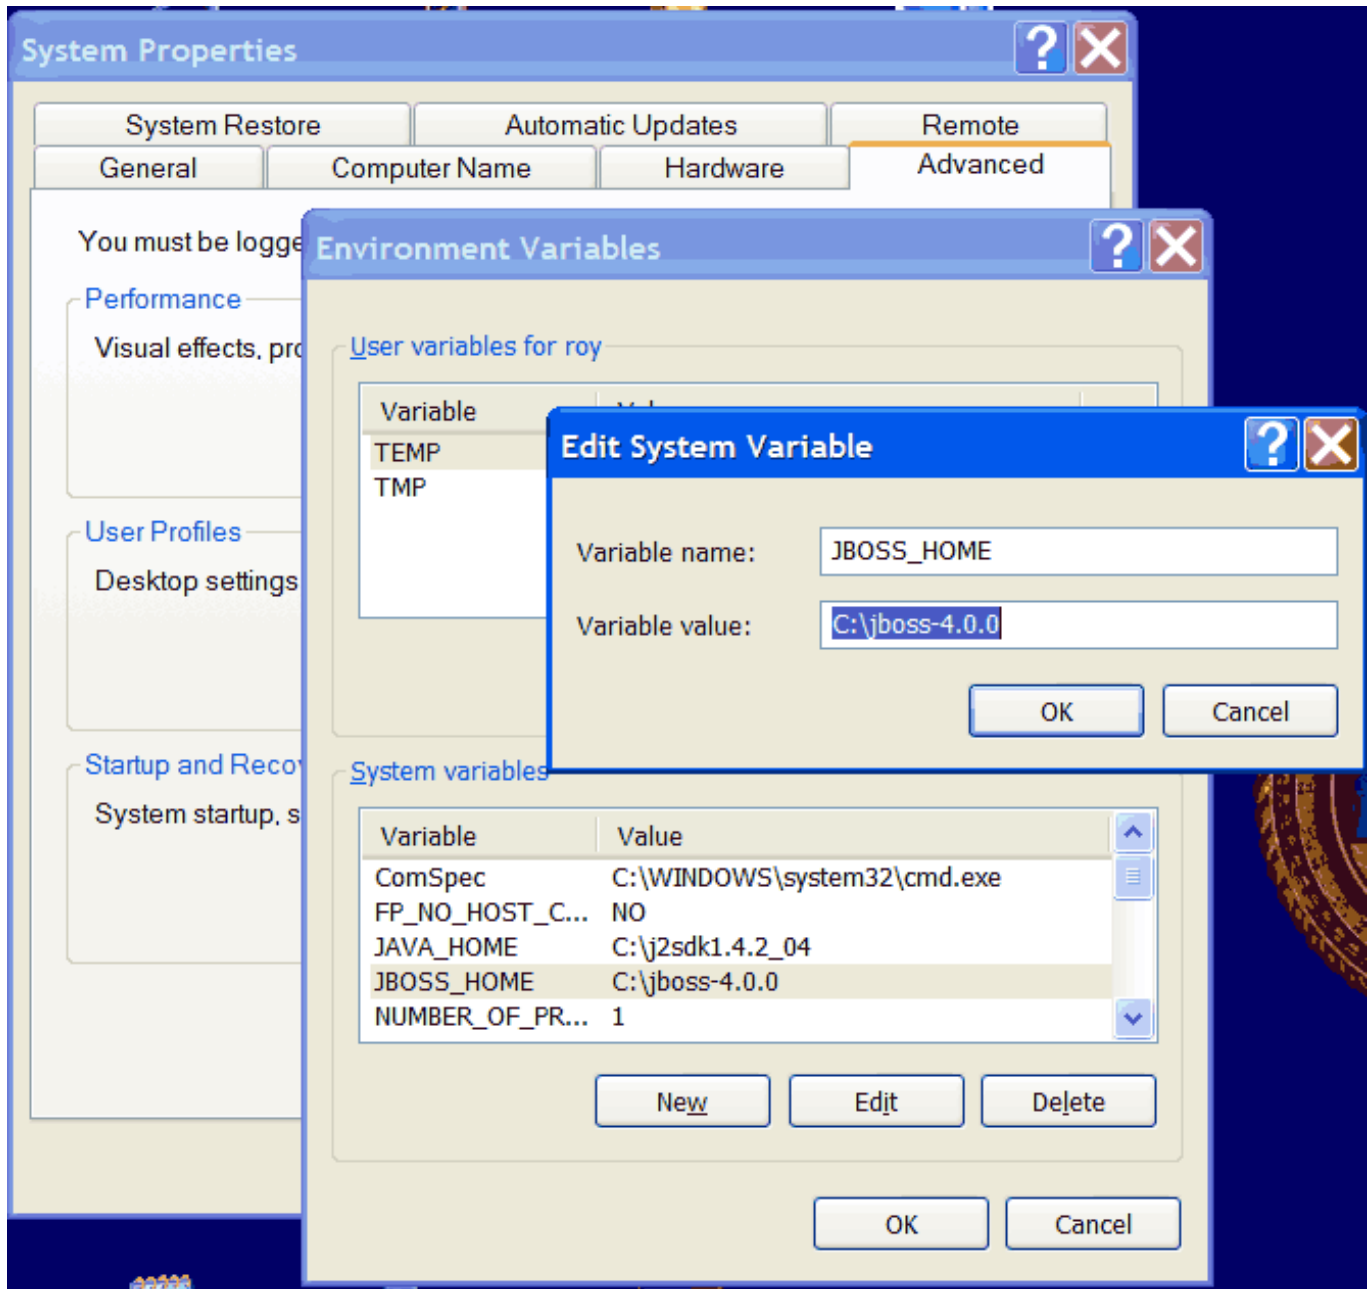 System Properties
System Restore Automatic Updates Remote
General Computer Name Hardware Advanced
You must be logge
Environment Variables
Performance
Visual effects, pro
User variables for roy
Variable
TEMP
TMP
Edit System Variable
Variable name: JBOSS_HOME
Variable value: C:\jboss-4.0.0
OK Cancel
User Profiles
Desktop settings
Startup and Reco
System startup, s
System variables
Variable Value
ComSpec C:\WINDOWS\system32\cmd.exe
FP_NO_HOST_C... NO
JAVA_HOME C:\j2sdk1.4.2_04
JBOSS_HOME C:\jboss-4.0.0
NUMBER_OF_PR... 1
New Edit Delete
OK Cancel